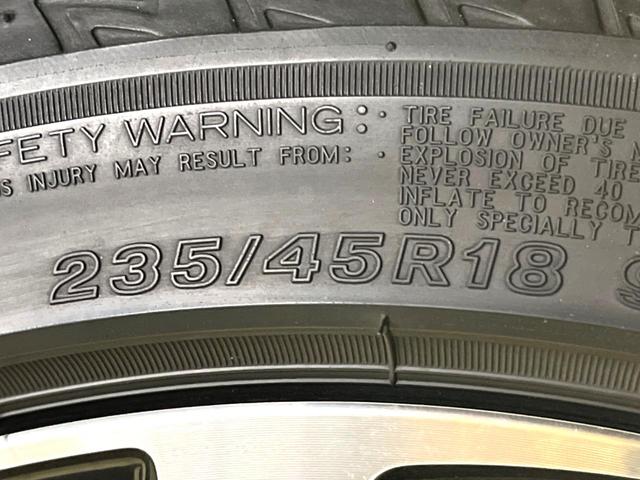 FETY WARNING:
S INJURY MAY RESULT FROM:
TIRE FAILURE DUE
FOLLOW OWNER'S M
EXPLOSION OF TIRE
NEVER EXCEED 40
INFLATE TO RECOM
ONLY SPECIALLY T
235/45R18